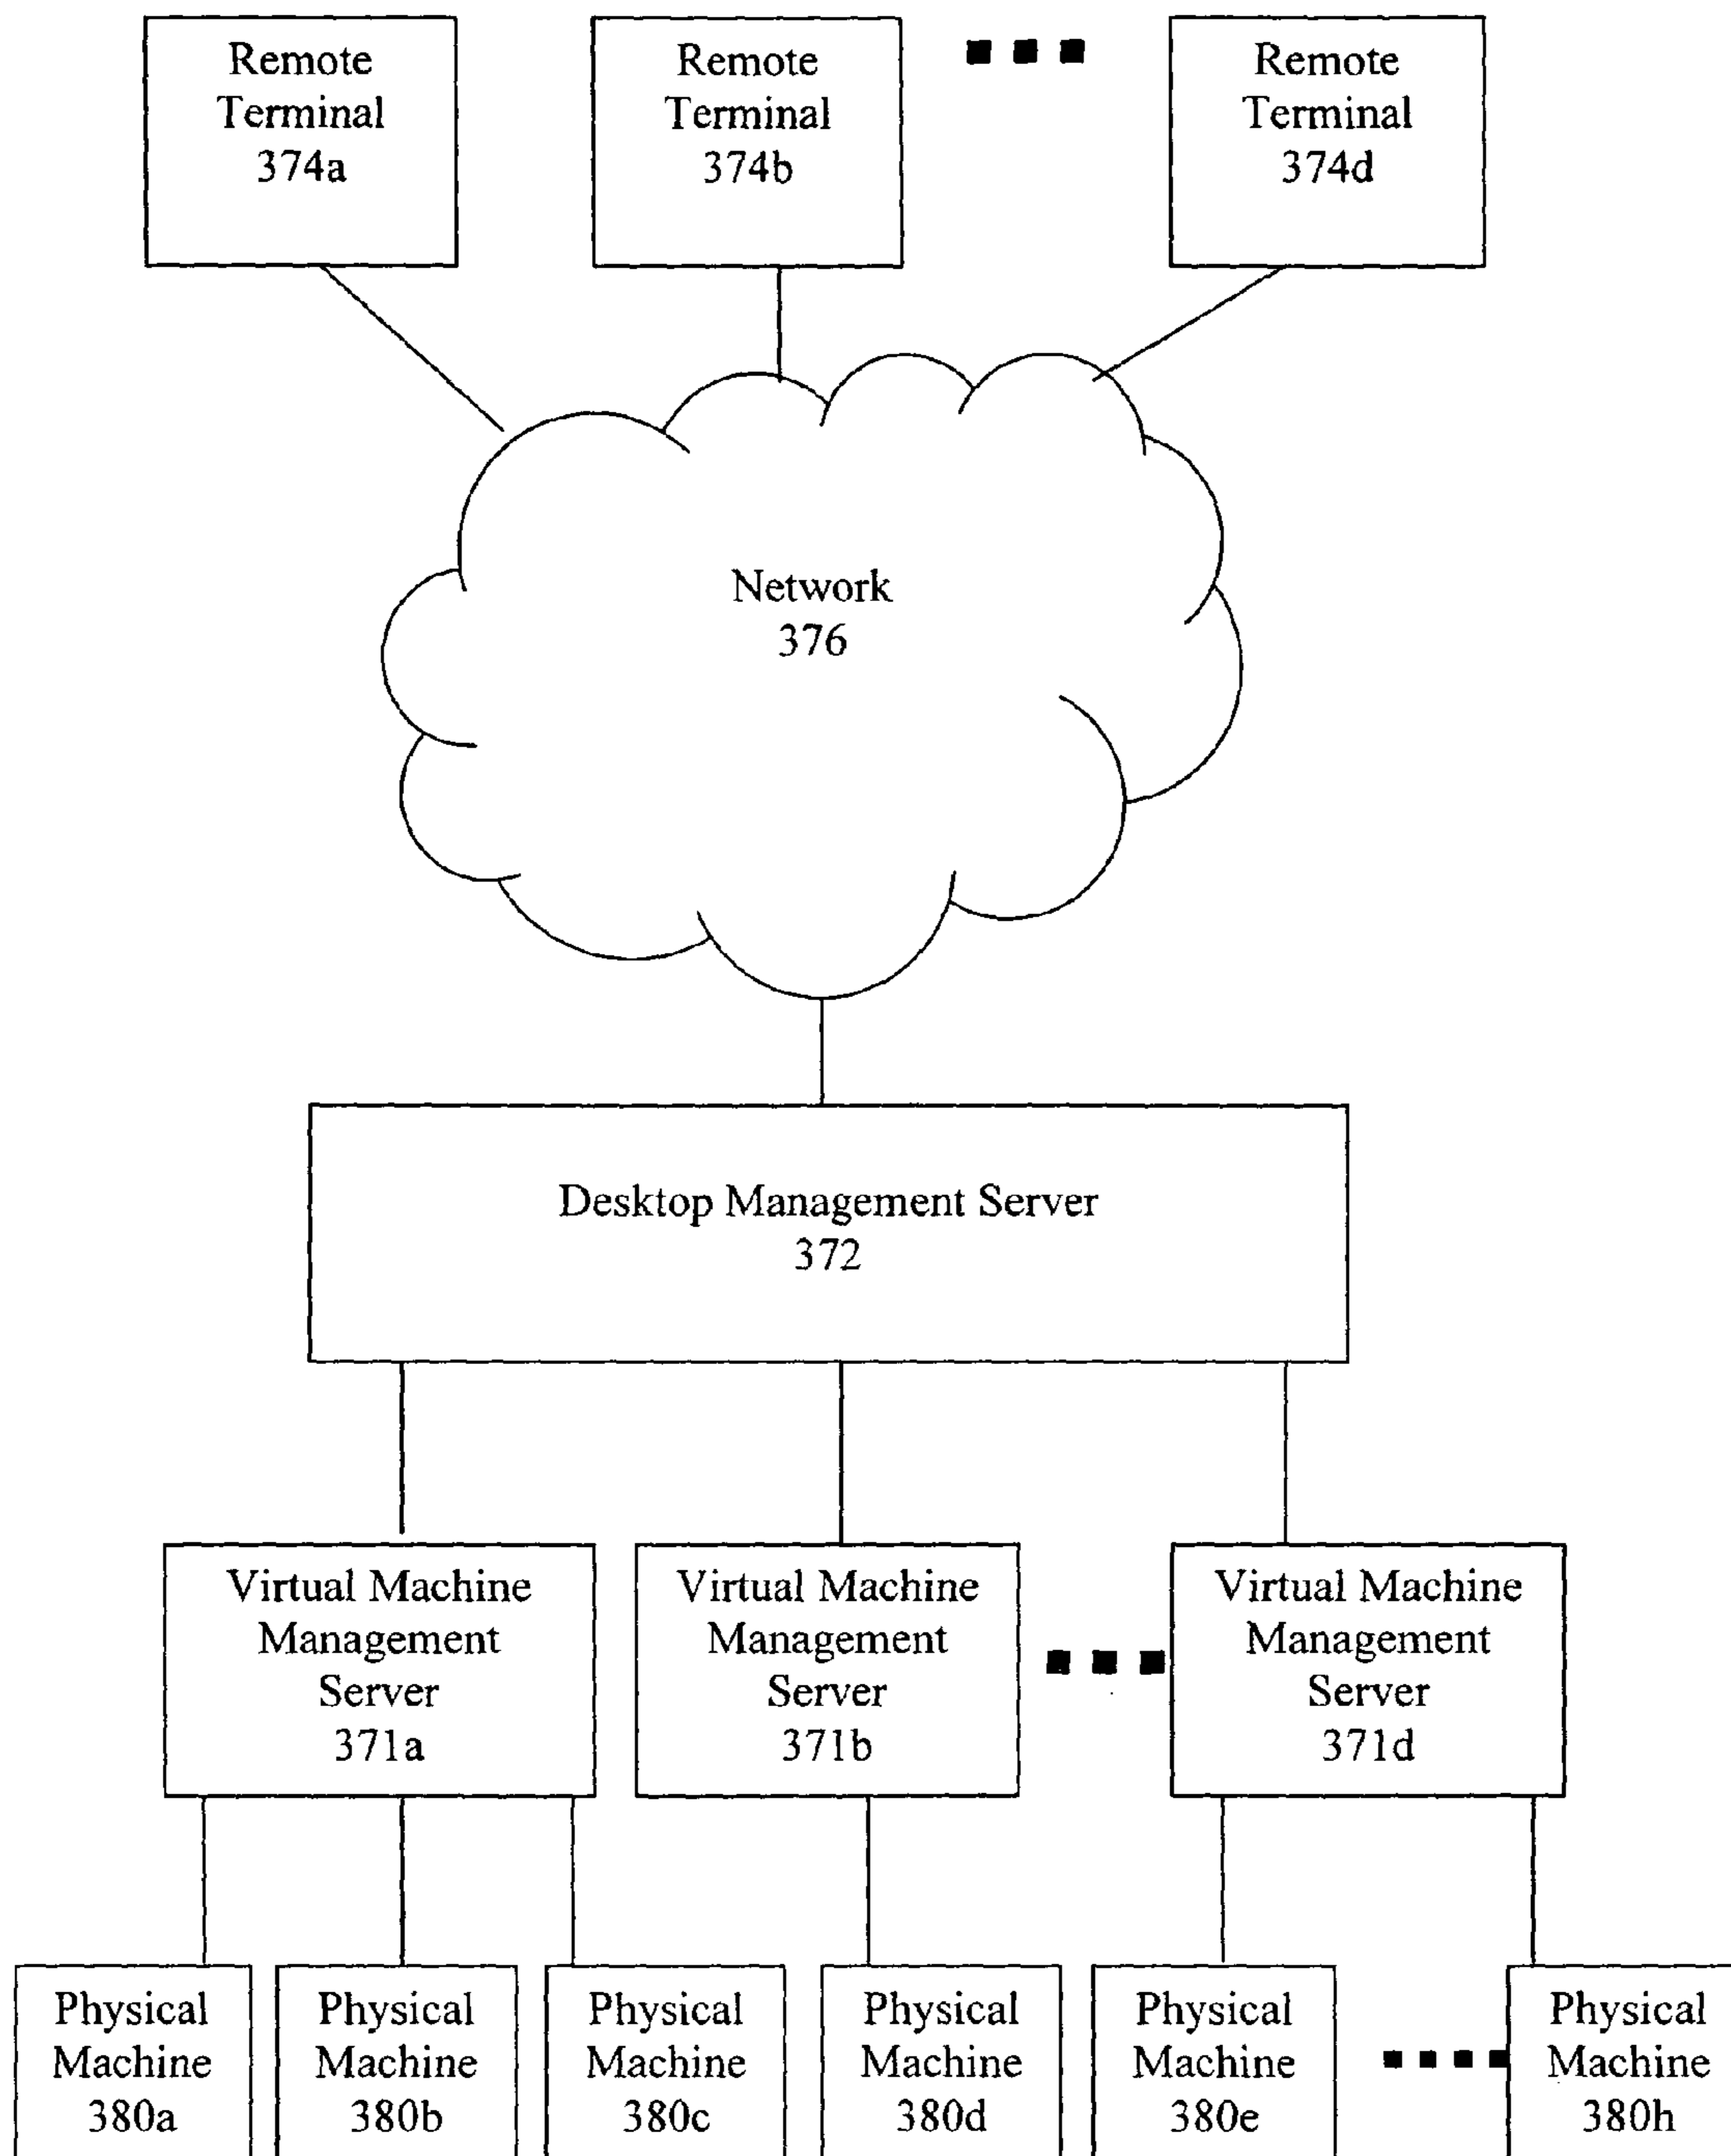 Remote
Terminal
374a
Remote
Terminal
374b
Remote
Terminal
374d
Network
376
Desktop Management Server
372
Virtual Machine
Management
Server
371a
Virtual Machine
Management
Server
371b
Virtual Machine
Management
Server
371d
Physical
Machine
380a
Physical
Machine
380b
Physical
Machine
380c
Physical
Machine
380d
Physical
Machine
380e
Physical
Machine
380h